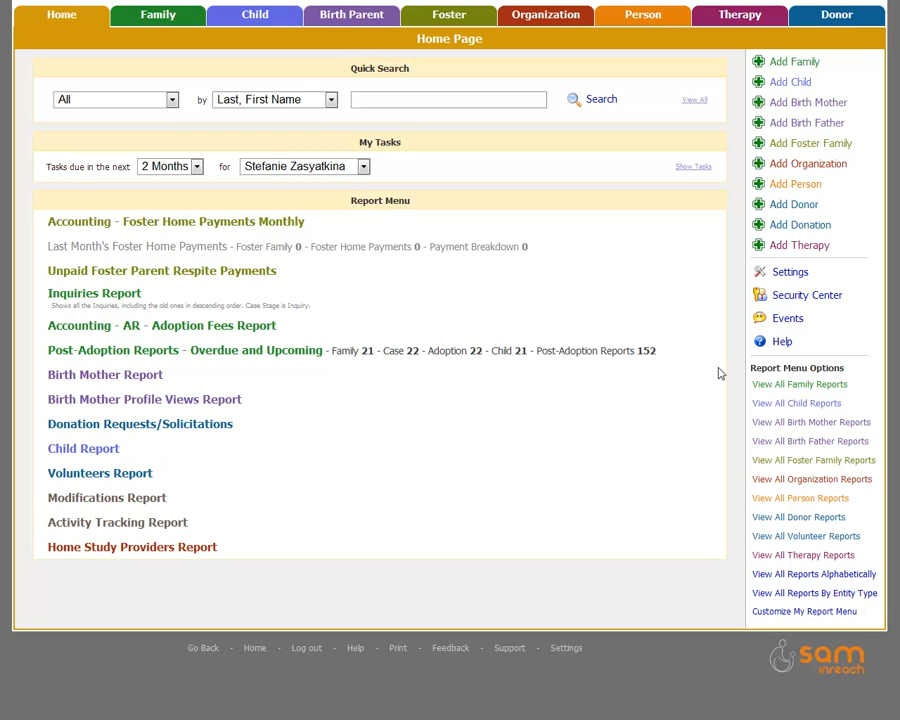 Home Family Child Birth Parent Foster Organization Person Therapy Donor
Home Page
Quick Search
All by Last, First Name Search View All
My Tasks
Tasks due in the next 2 Months for Stefanie Zasyatkina Show Tasks
Report Menu
Accounting - Foster Home Payments Monthly
Last Month's Foster Home Payments - Foster Family 0 - Foster Home Payments 0 - Payment Breakdown 0
Unpaid Foster Parent Respite Payments
Inquiries Report
Shows all the Inquiries, including the old ones in descending order. Case Stage is Inquiry.
Accounting - AR - Adoption Fees Report
Post-Adoption Reports - Overdue and Upcoming - Family 21 - Case 22 - Adoption 22 - Child 21 - Post-Adoption Reports 152
Birth Mother Report
Birth Mother Profile Views Report
Donation Requests/Solicitations
Child Report
Volunteers Report
Modifications Report
Activity Tracking Report
Home Study Providers Report
Add Family
Add Child
Add Birth Mother
Add Birth Father
Add Foster Family
Add Organization
Add Person
Add Donor
Add Donation
Add Therapy
Settings
Security Center
Events
Help
Report Menu Options
View All Family Reports
View All Child Reports
View All Birth Mother Reports
View All Birth Father Reports
View All Foster Family Reports
View All Organization Reports
View All Person Reports
View All Donor Reports
View All Volunteer Reports
View All Therapy Reports
View All Reports Alphabetically
View All Reports By Entity Type
Customize My Report Menu
Go Back - Home - Log out - Help - Print - Feedback - Support - Settings
sam
inreach